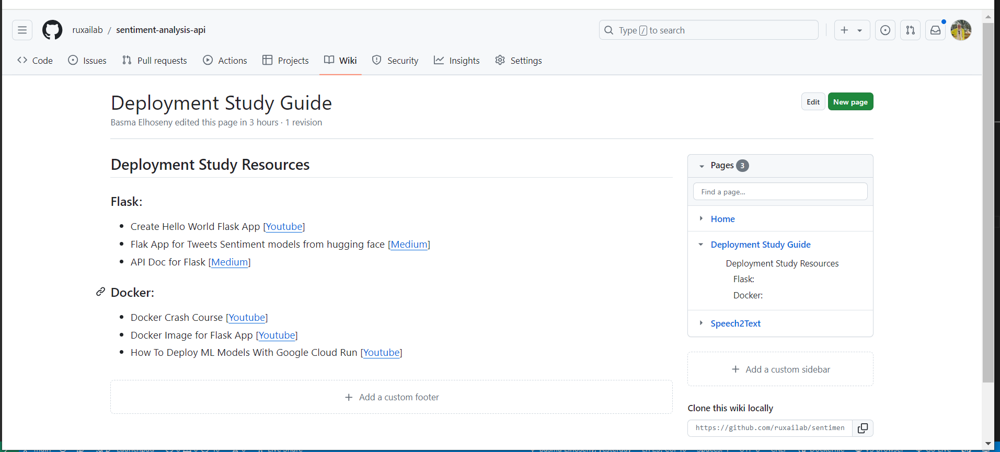 ruxailab / sentiment-analysis-api
Type / to search
Code Issues Pull requests Actions Projects Wiki Security Insights Settings
Deployment Study Guide
Edit New page
Basma Elhoseny edited this page in 3 hours · 1 revision
Deployment Study Resources
Flask:
Create Hello World Flask App [Youtube]
Flak App for Tweets Sentiment models from hugging face [Medium]
API Doc for Flask [Medium]
Docker:
Docker Crash Course [Youtube]
Docker Image for Flask App [Youtube]
How To Deploy ML Models With Google Cloud Run [Youtube]
Add a custom footer
Pages 3
Find a page...
Home
Deployment Study Guide
Deployment Study Resources
Flask:
Docker:
Speech2Text
Add a custom sidebar
Clone this wiki locally
https://github.com/ruxailab/sentimen